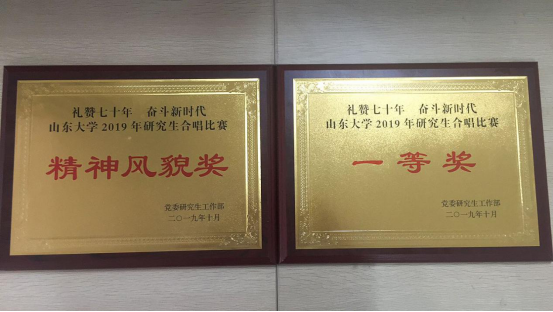 礼赞七十年 奋斗新时代
山东大学2019年研究生合唱比赛
精神风貌奖
党委研究生工作部
二〇一九年十月
礼赞七十年 奋斗新时代
山东大学2019年研究生合唱比赛
一等奖
党委研究生工作部
二〇一九年十月